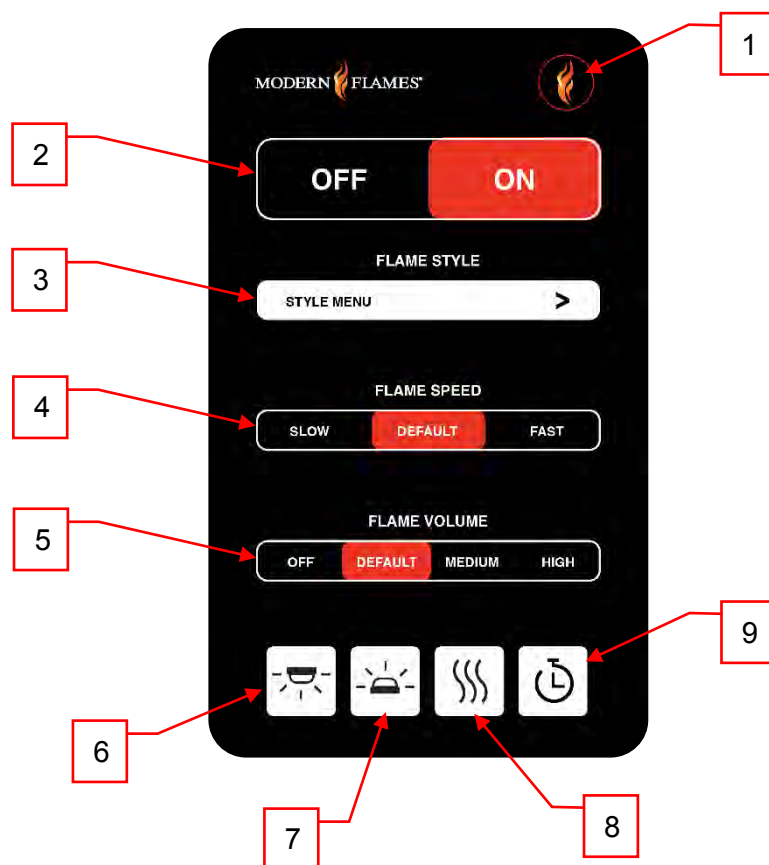 1
MODERN FLAMES®
2
OFF ON
FLAME STYLE
3
STYLE MENU >
FLAME SPEED
4
SLOW DEFAULT FAST
FLAME VOLUME
5
OFF DEFAULT MEDIUM HIGH
9
6
7
8